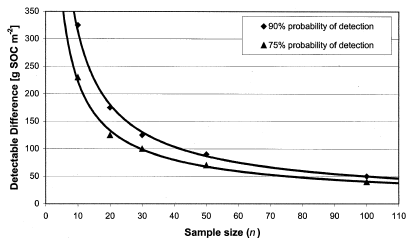 350
300
250
200
150
100
50
0
Detectable Difference [g SOC m⁻²]
90% probability of detection
75% probability of detection
0 10 20 30 40 50 60 70 80 90 100 110
Sample size (n)